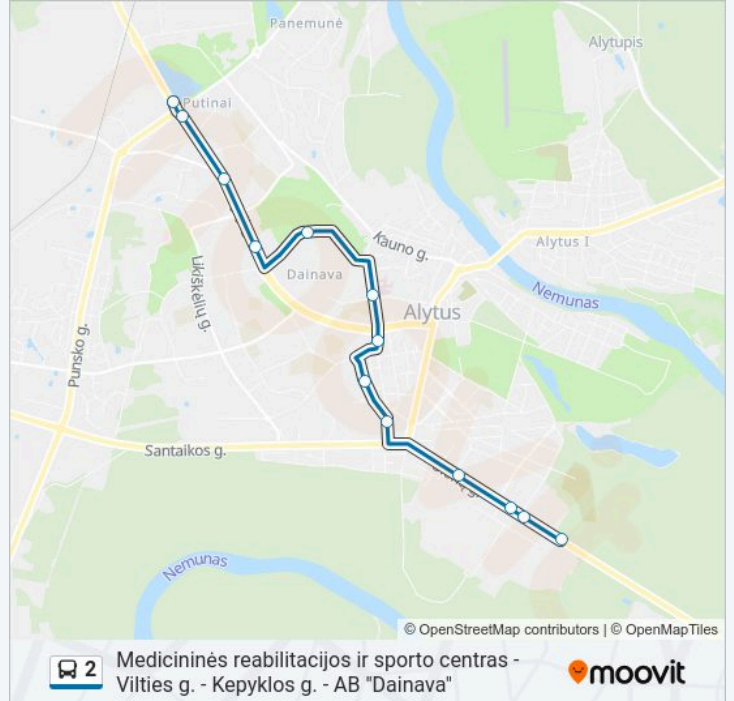 Panemunė
Alytupis
Putinai
Kauno g.
Alytus I
Dainava
Likiškėlių g.
Nemunas
Alytus
Punsko g.
Santaikos g.
Nemunas
© OpenStreetMap contributors | © OpenMapTiles
2
Medicininės reabilitacijos ir sporto centras -
Vilties g. - Kepyklos g. - AB "Dainava"
moovit